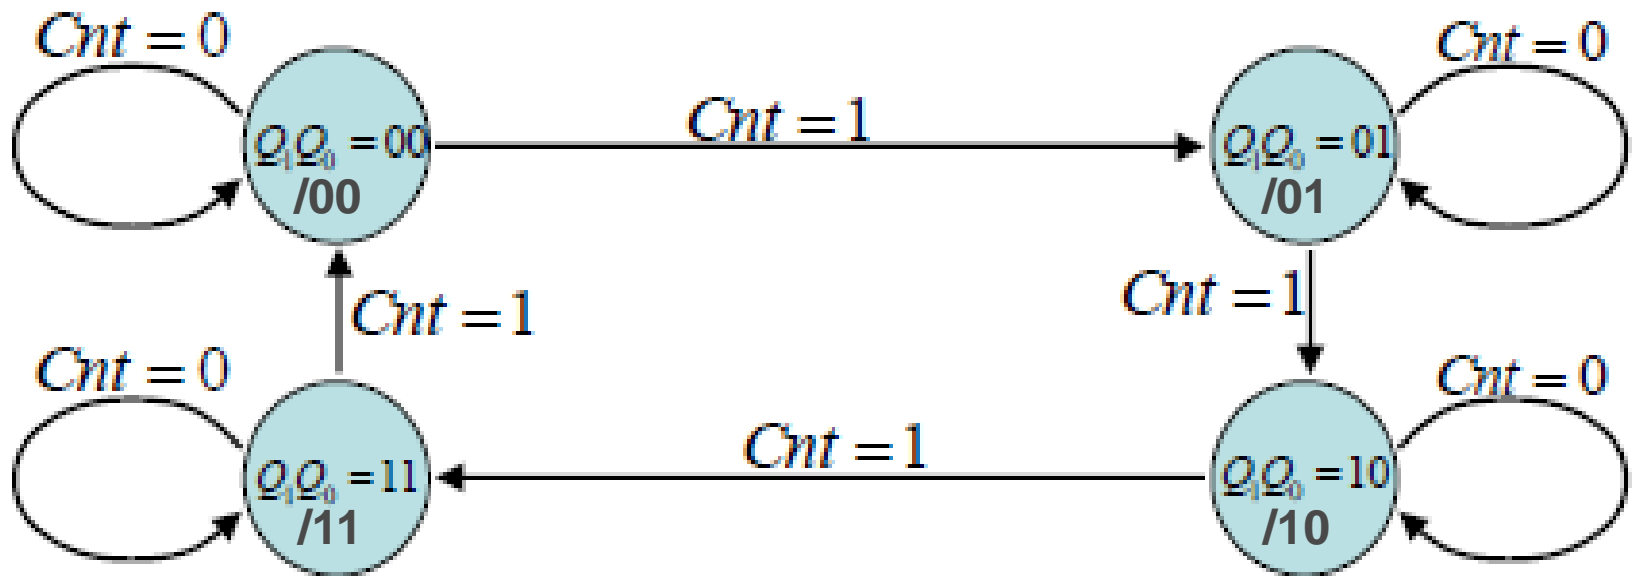 Cnt = 0
Cnt = 0
Cnt = 1
Q₁Q₀ = 00
/00
Q₁Q₀ = 01
/01
Cnt = 1
Cnt = 1
Cnt = 0
Cnt = 0
Cnt = 1
Q₁Q₀ = 11
/11
Q₁Q₀ = 10
/10